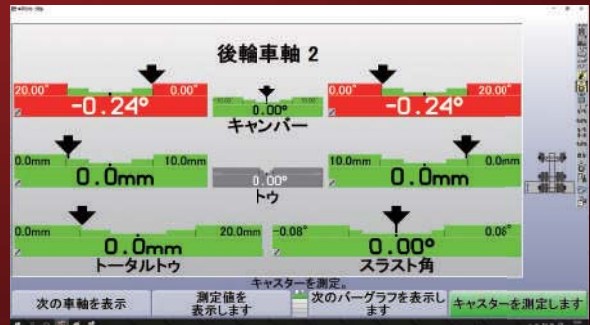 後輪車軸 2
20.00° 0.00°
-0.24°
0.00°
キャンバー
0.00° 20.00°
-0.24°
0.0mm 10.0mm
0.0mm
0.00°
トゥ
10.0mm 0.0mm
0.0mm
0.0mm 20.0mm
0.0mm
トータルトゥ
-0.08° 0.08°
0.00°
スラスト角
キャスターを測定。
次の車軸を表示
測定値を
表示します
次のバーグラフを表示し
ます
キャスターを測定します